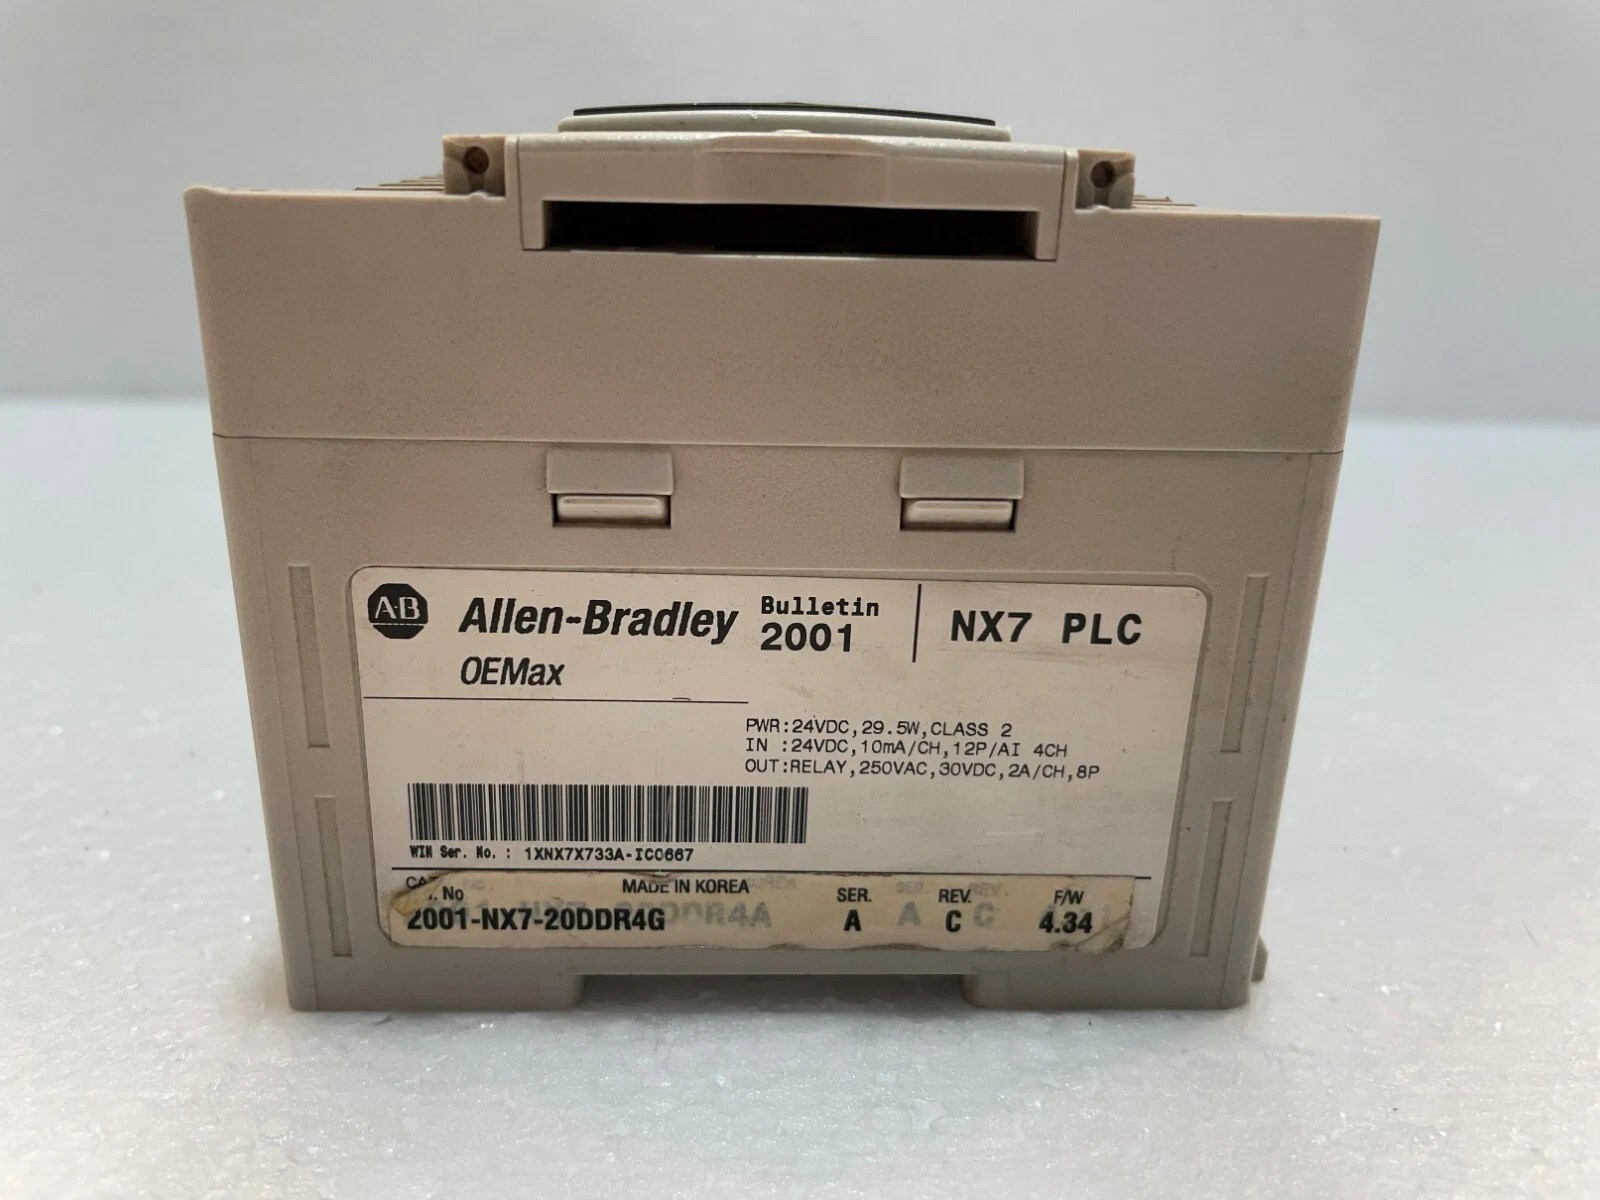 A·B
Allen-Bradley
OEMax
Bulletin
2001
NX7 PLC
PWR:24VDC,29.5W,CLASS 2
IN :24VDC,10mA/CH,12P/AI 4CH
OUT:RELAY,250VAC,30VDC,2A/CH,8P
WIN Ser. No. : 1XNX7X733A-IC0667
MADE IN KOREA
No SER. REV. F/W
2001-NX7-20DDR4G A C 4.34